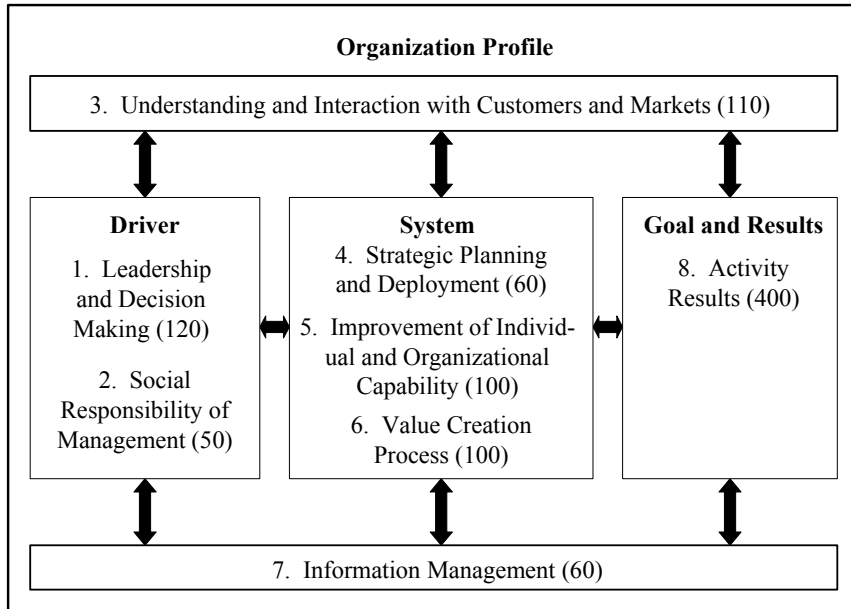 Organization Profile
3. Understanding and Interaction with Customers and Markets (110)
Driver
1. Leadership
and Decision
Making (120)
2. Social
Responsibility of
Management (50)
System
4. Strategic Planning
and Deployment (60)
5. Improvement of Individ-
ual and Organizational
Capability (100)
6. Value Creation
Process (100)
Goal and Results
8. Activity
Results (400)
7. Information Management (60)